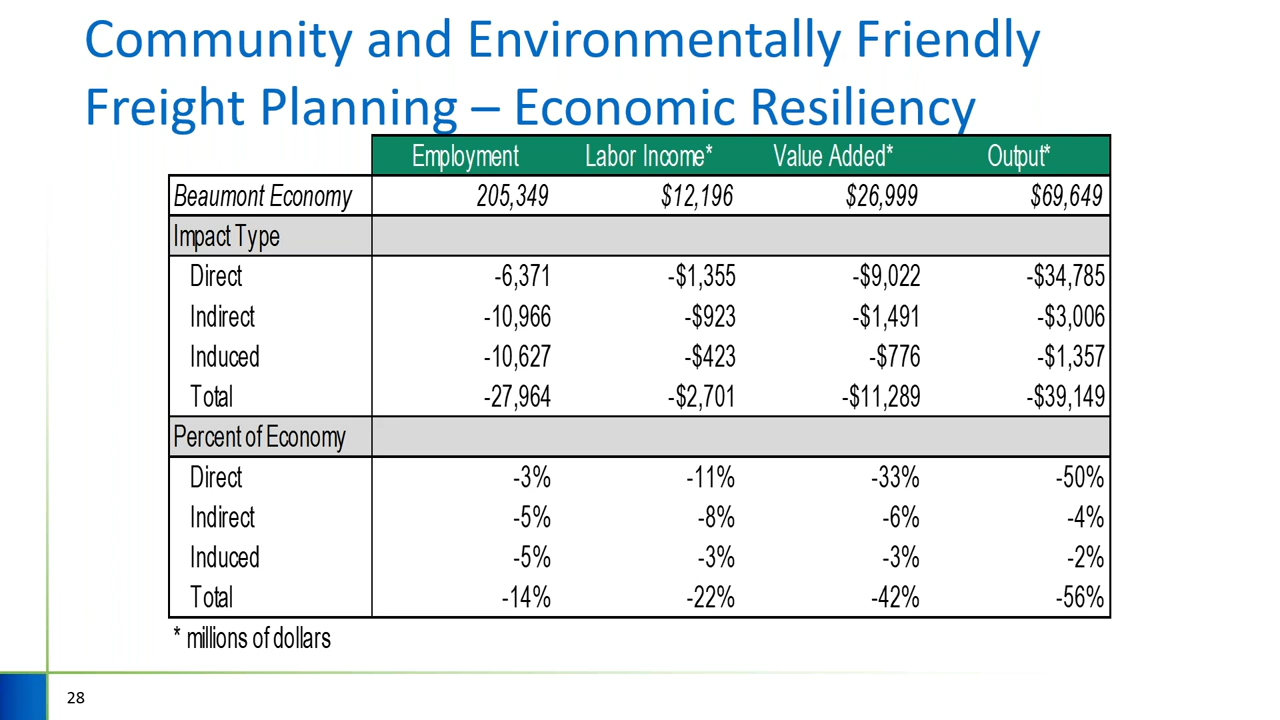 Community and Environmentally Friendly
Freight Planning – Economic Resiliency
Employment Labor Income* Value Added* Output*
Beaumont Economy 205,349 $12,196 $26,999 $69,649
Impact Type
Direct -6,371 -$1,355 -$9,022 -$34,785
Indirect -10,966 -$923 -$1,491 -$3,006
Induced -10,627 -$423 -$776 -$1,357
Total -27,964 -$2,701 -$11,289 -$39,149
Percent of Economy
Direct -3% -11% -33% -50%
Indirect -5% -8% -6% -4%
Induced -5% -3% -3% -2%
Total -14% -22% -42% -56%
* millions of dollars
28